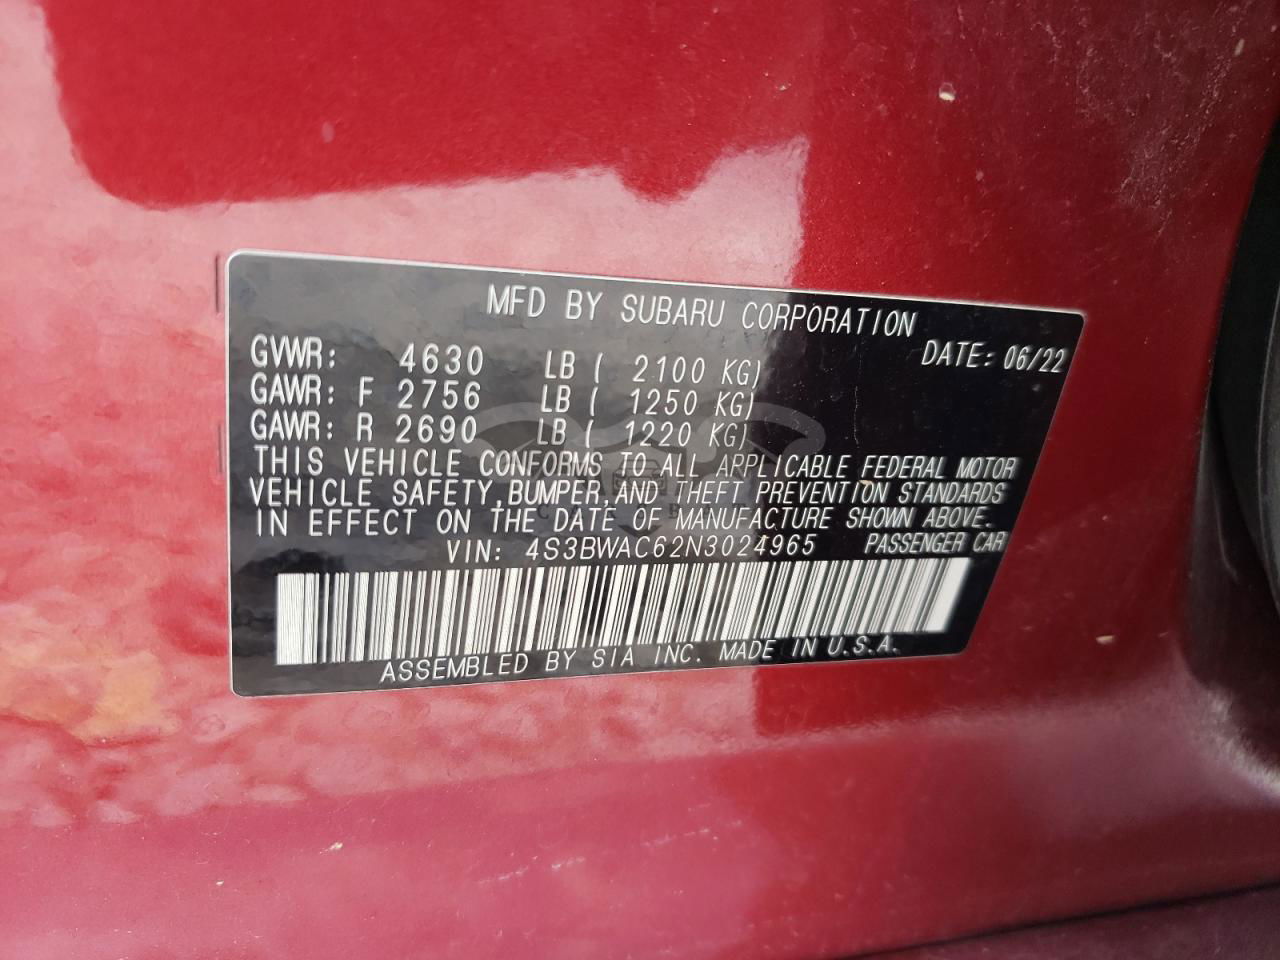 MFD BY SUBARU CORPORATION
DATE: 06/22
GVWR: 4630 LB ( 2100 KG)
GAWR: F 2756 LB ( 1250 KG)
GAWR: R 2690 LB ( 1220 KG)
THIS VEHICLE CONFORMS TO ALL APPLICABLE FEDERAL MOTOR
VEHICLE SAFETY, BUMPER, AND THEFT PREVENTION STANDARDS
IN EFFECT ON THE DATE OF MANUFACTURE SHOWN ABOVE.
VIN: 4S3BWAC62N3024965 PASSENGER CAR
ASSEMBLED BY SIA INC. MADE IN U.S.A.